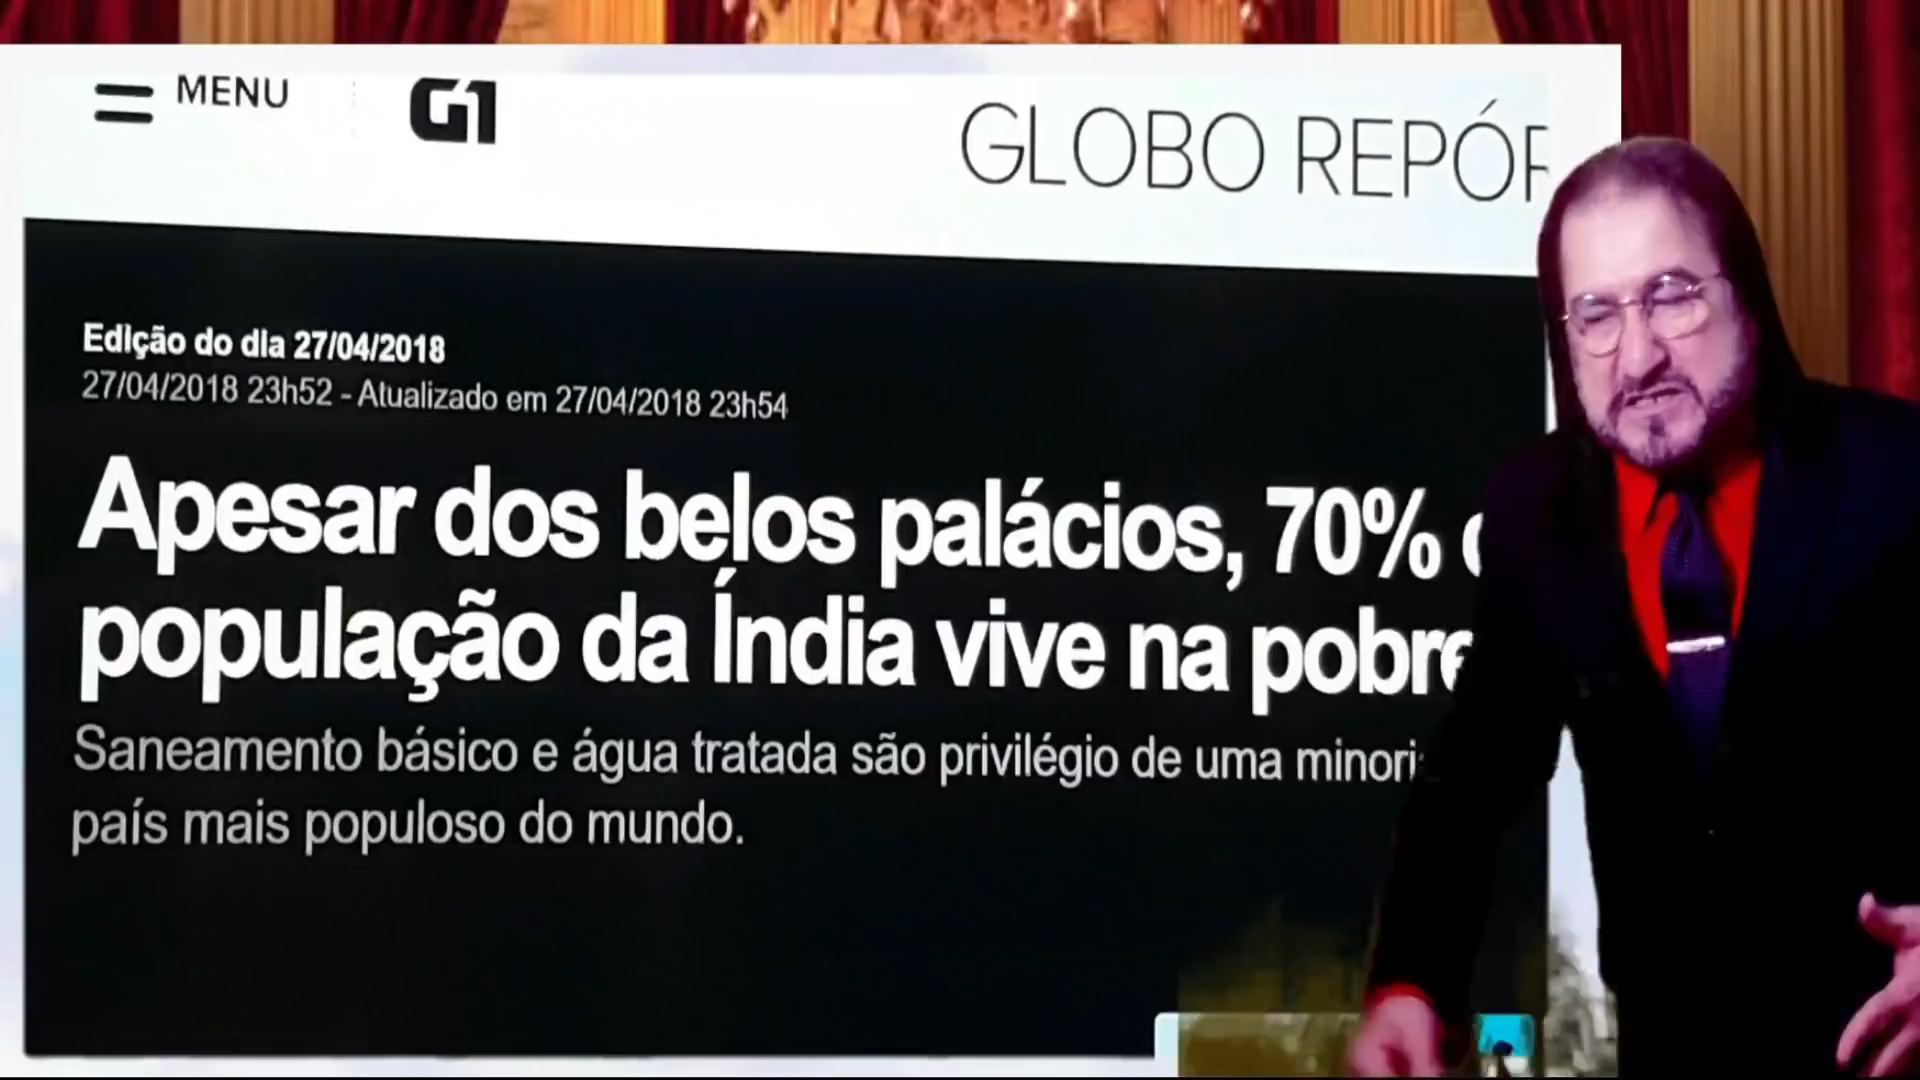 MENU
G1
GLOBO REPÓR
Edição do dia 27/04/2018
27/04/2018 23h52 - Atualizado em 27/04/2018 23h54
Apesar dos belos palácios, 70%
população da Índia vive na pobre
Saneamento básico e água tratada são privilégio de uma minori
país mais populoso do mundo.